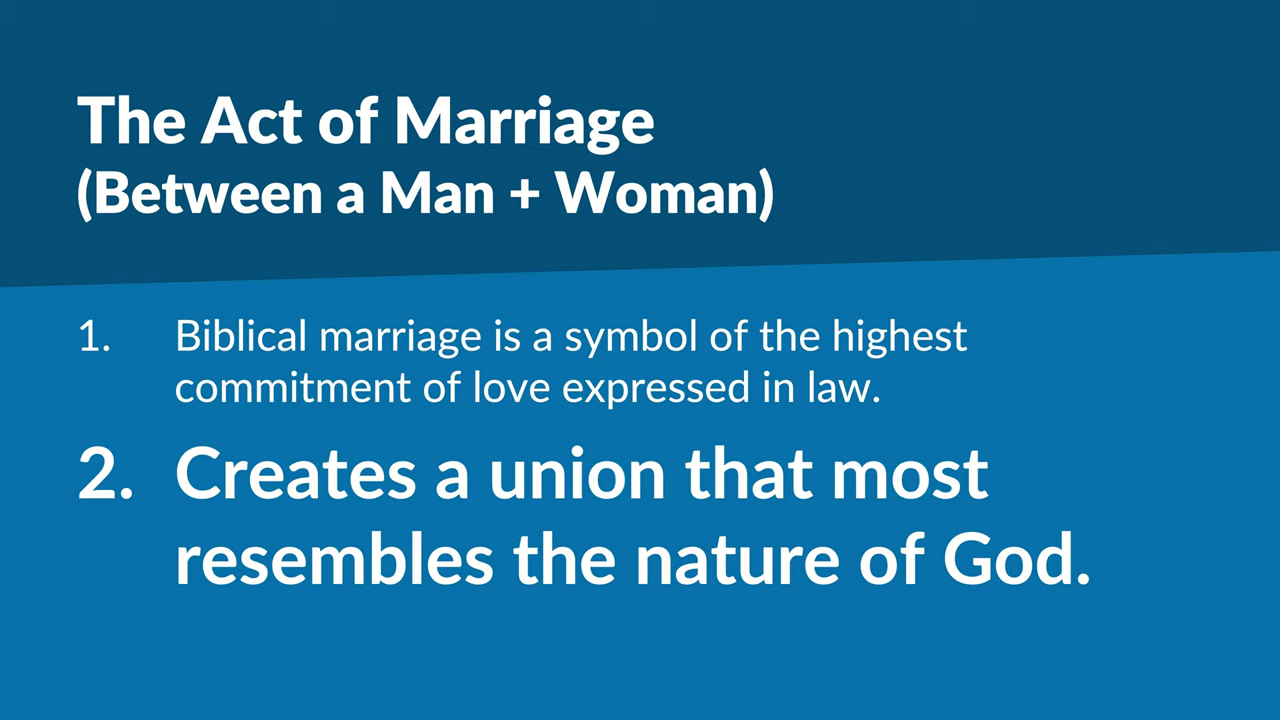 The Act of Marriage
(Between a Man + Woman)
1. Biblical marriage is a symbol of the highest
commitment of love expressed in law.
2. Creates a union that most
resembles the nature of God.